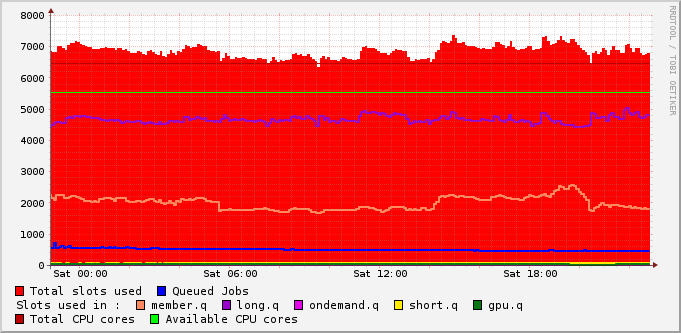 8000
7000
6000
5000
4000
3000
2000
1000
0
Sat 00:00 Sat 06:00 Sat 12:00 Sat 18:00
RRDTOOL / TOBI OETIKER
Total slots used Queued Jobs
Slots used in : member.q long.q ondemand.q short.q gpu.q
Total CPU cores Available CPU cores